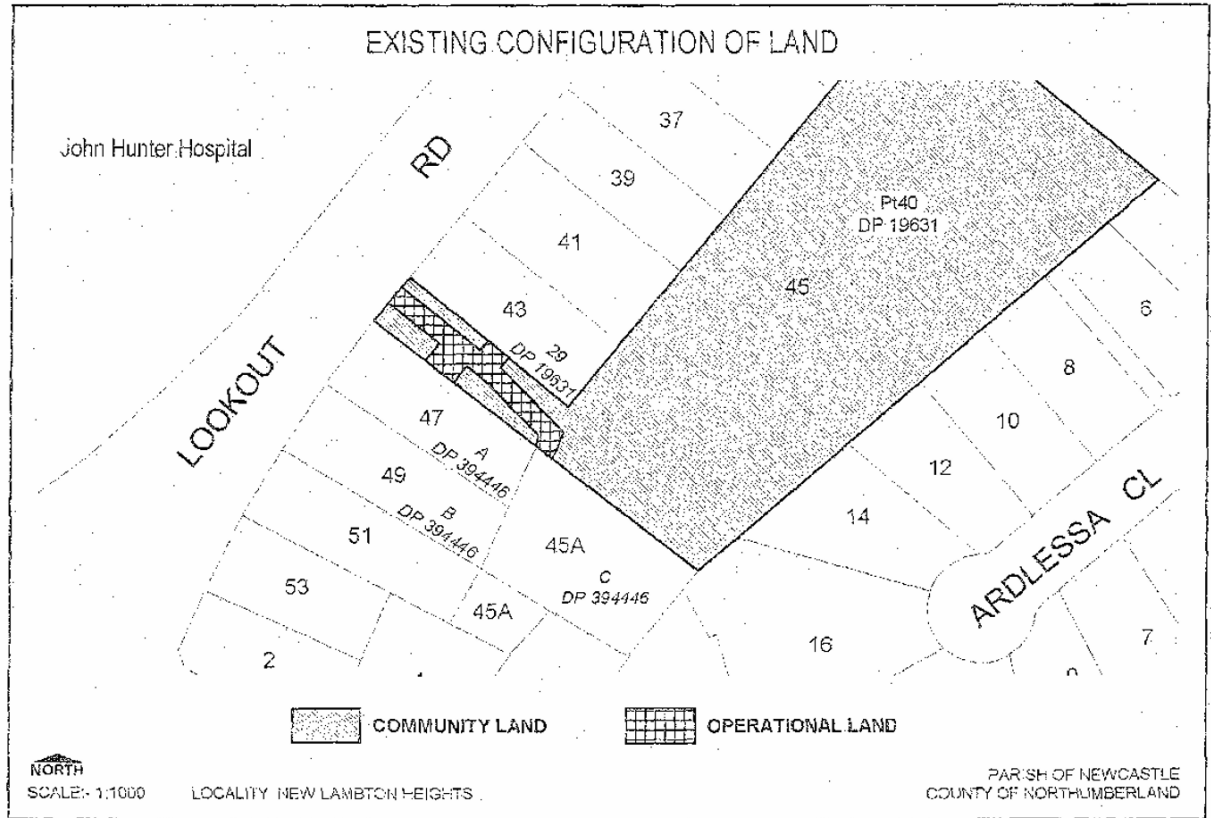 EXISTING CONFIGURATION OF LAND
John Hunter Hospital
LOOKOUT RD
37
39
41
43
29
DP 19631
Pt40
DP 19631
45
6
8
10
12
14
16
7
ARDLESSA CL
47
A
DP 394446
49
B
DP 394446
51
45A
C
DP 394446
53
45A
2
COMMUNITY LAND
OPERATIONAL LAND
NORTH
SCALE:- 1:1000
LOCALITY NEW LAMBTON HEIGHTS
PARISH OF NEWCASTLE
COUNTY OF NORTHUMBERLAND